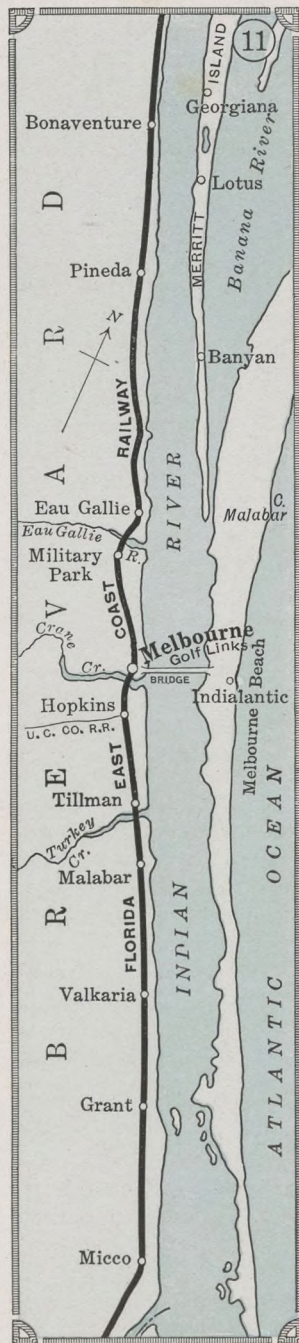 11
ISLAND
Georgiana
Bonaventure
Lotus
MERRITT
Banana River
Pineda
N
Banyan
RAILWAY
RIVER
C.
Malabar
Eau Gallie
Eau Gallie
R.
Military
Park
COAST
Crane
Cr.
Melbourne
Golf Links
BRIDGE
Indialantic
Melbourne Beach
Hopkins
U. C. CO. R.R.
EAST
Tillman
Turkey
Cr.
Malabar
FLORIDA
INDIAN
ATLANTIC OCEAN
Valkaria
Grant
Micco
BREVARD